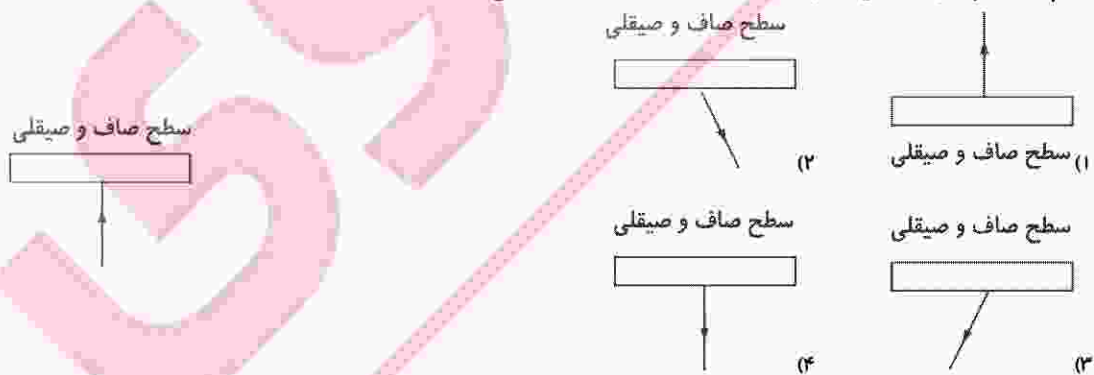 سطح صاف و صیقلی
۱) سطح صاف و صیقلی
سطح صاف و صیقلی
۲)
سطح صاف و صیقلی
۳)
سطح صاف و صیقلی
۴)